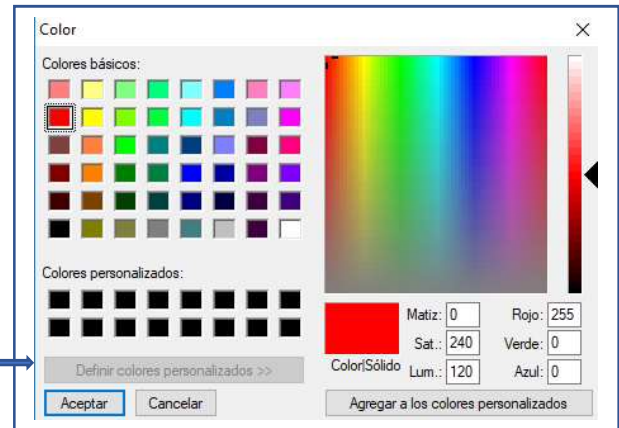 Color
Colores básicos:
Colores personalizados:
Definir colores personalizados >>
Aceptar Cancelar
Color|Sólido
Matiz: 0 Rojo: 255
Sat.: 240 Verde: 0
Lum.: 120 Azul: 0
Agregar a los colores personalizados